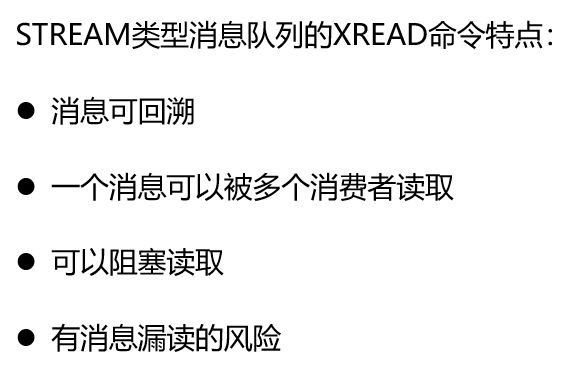 STREAM类型消息队列的XREAD命令特点：
● 消息可回溯
● 一个消息可以被多个消费者读取
● 可以阻塞读取
● 有消息漏读的风险